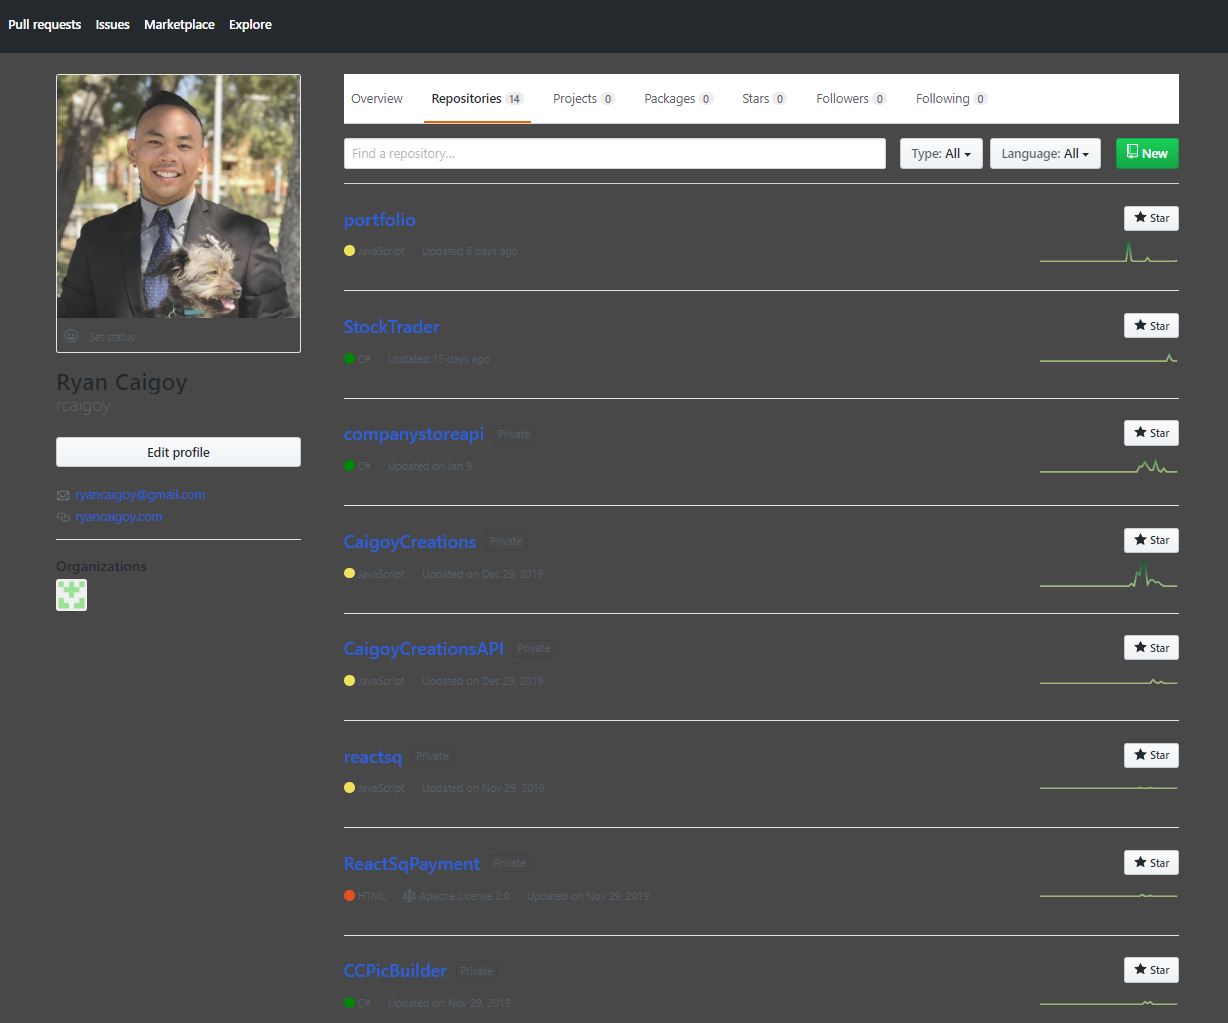 Pull requests Issues Marketplace Explore
Overview Repositories 14 Projects 0 Packages 0 Stars 0 Followers 0 Following 0
Find a repository... Type: All Language: All New
portfolio Star
JavaScript Updated 6 days ago
Set status
StockTrader Star
C# Updated 15 days ago
Ryan Caigoy
rcaigoy
Edit profile
ryancaigoy@gmail.com
ryancaigoy.com
Organizations
companystoreapi Private Star
C# Updated on Jan 9
CaigoyCreations Private Star
JavaScript Updated on Dec 29, 2019
CaigoyCreationsAPI Private Star
JavaScript Updated on Dec 29, 2019
reactsq Private Star
JavaScript Updated on Nov 29, 2019
ReactSqPayment Private Star
HTML Apache License 2.0 Updated on Nov 29, 2019
CCPicBuilder Private Star
C# Updated on Nov 29, 2019